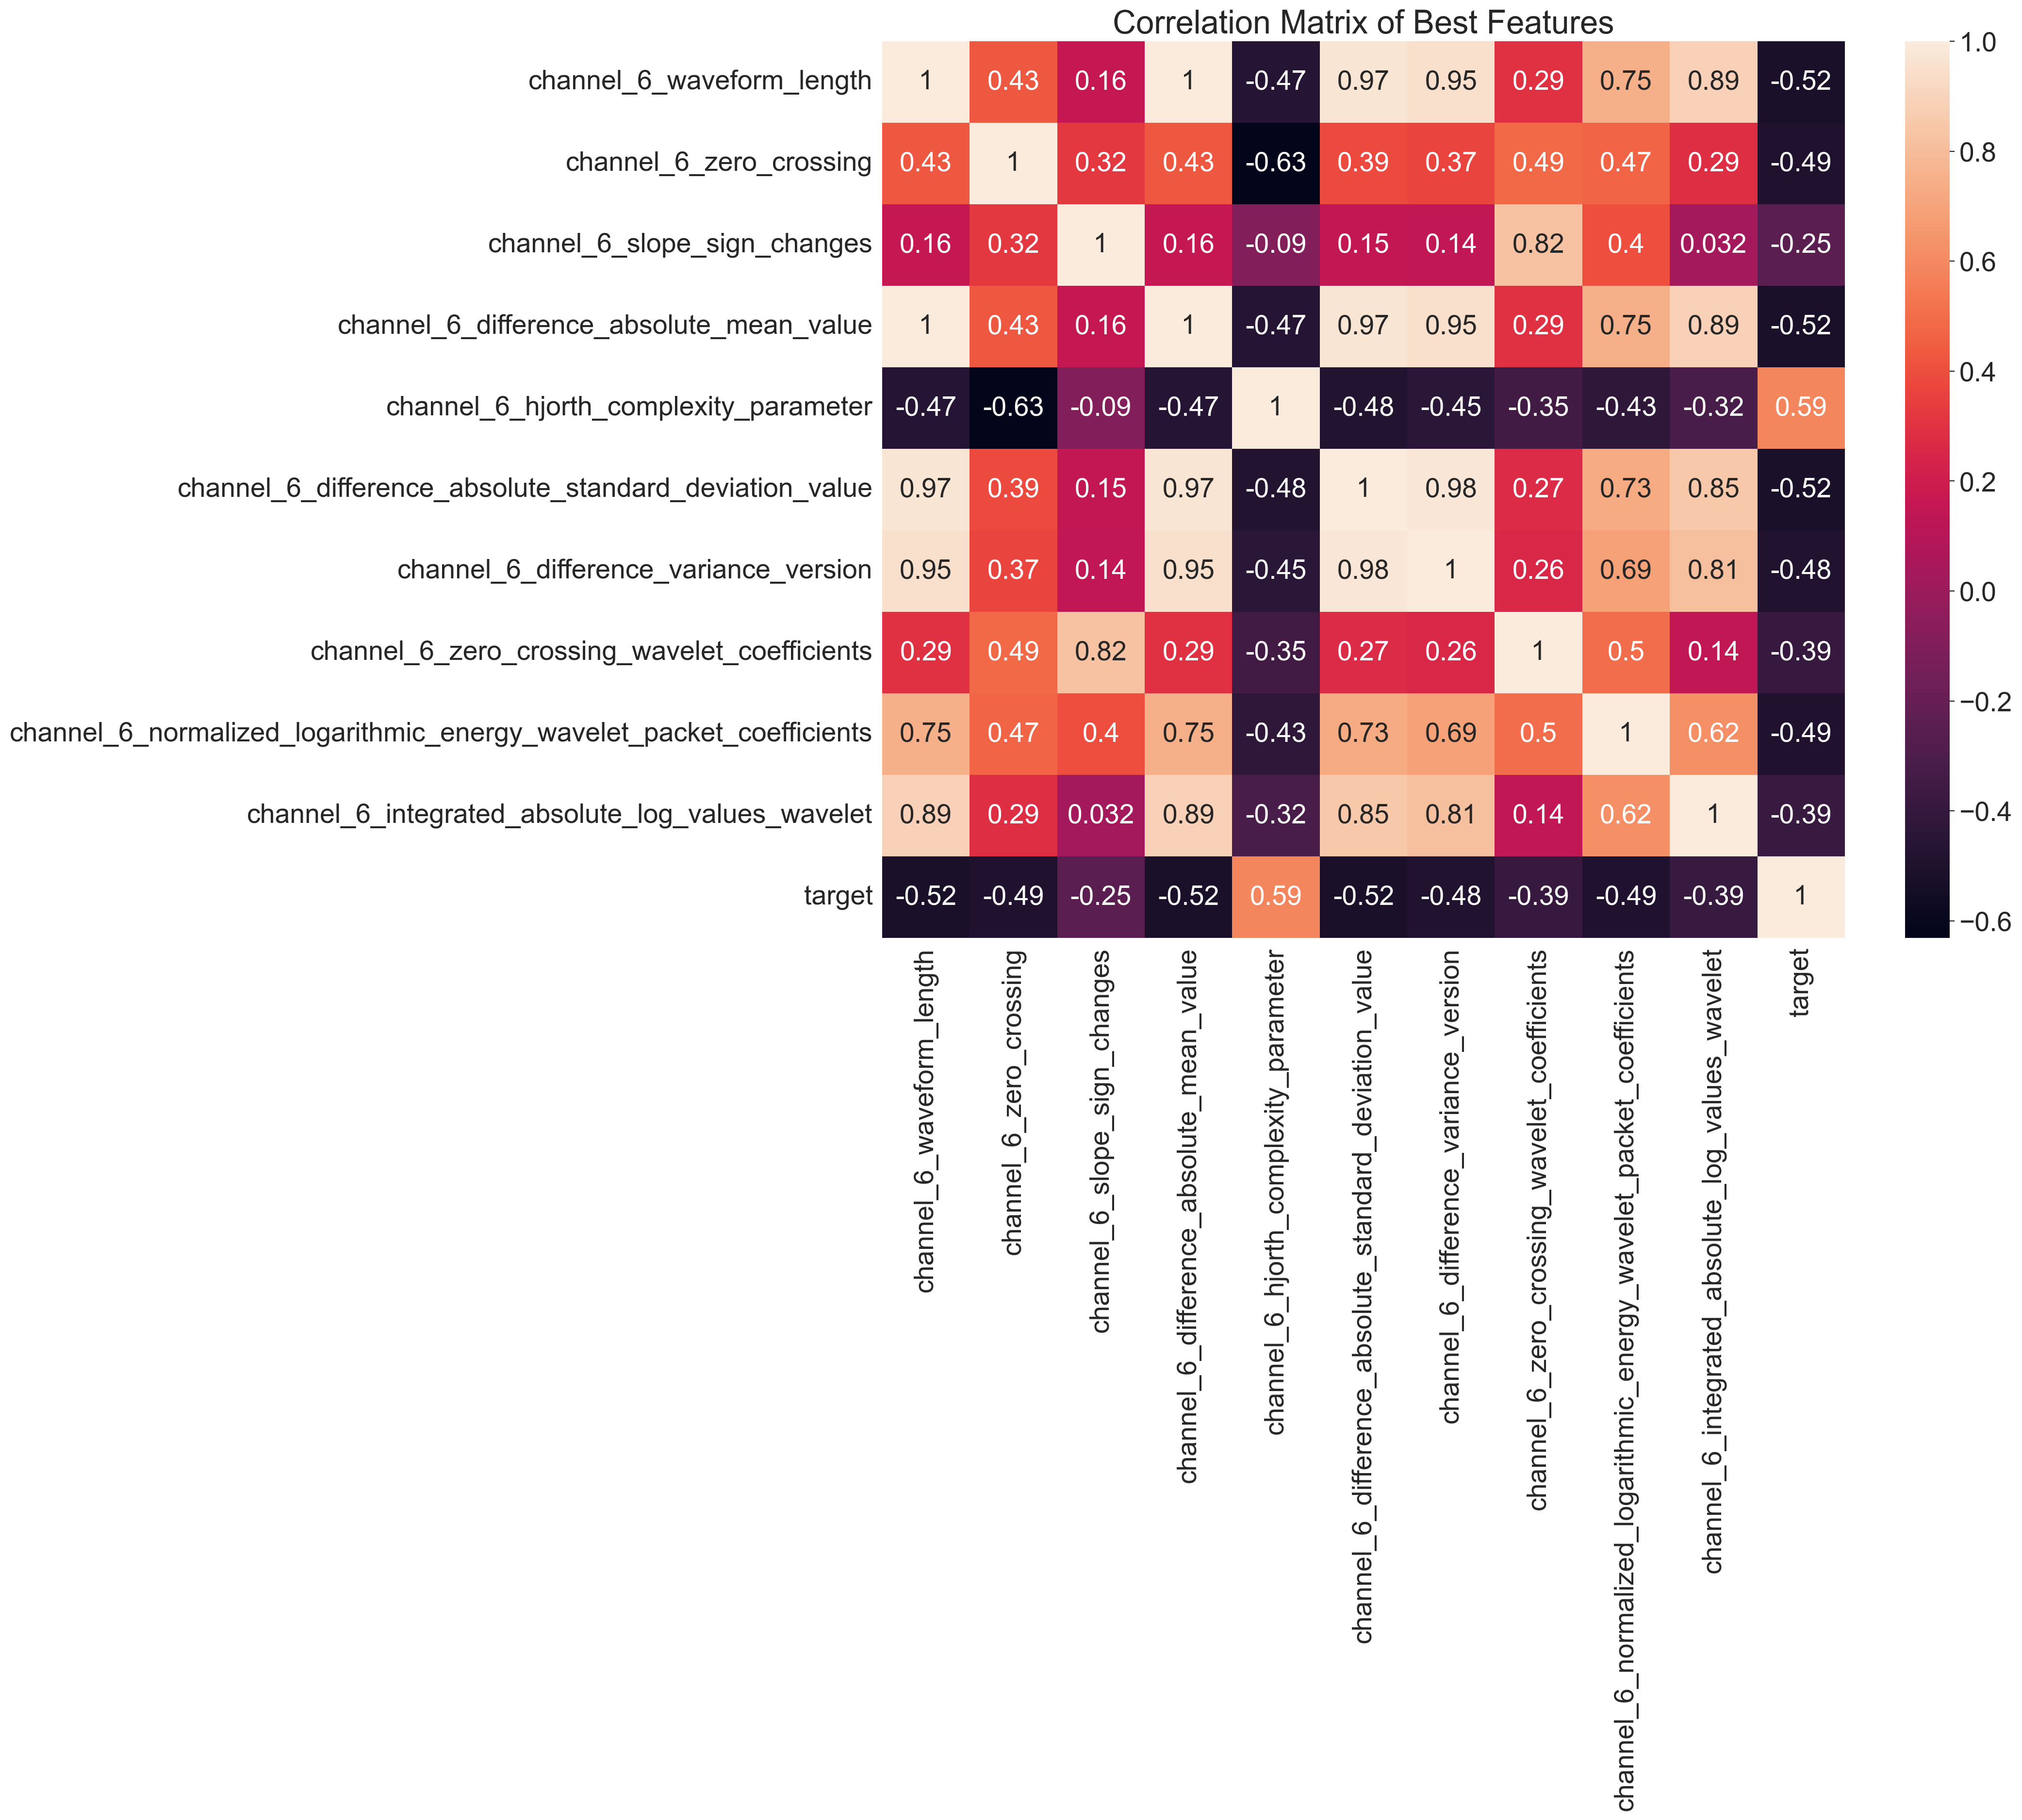 Correlation Matrix of Best Features
channel_6_waveform_length 1 0.43 0.16 1 -0.47 0.97 0.95 0.29 0.75 0.89 -0.52
channel_6_zero_crossing 0.43 1 0.32 0.43 -0.63 0.39 0.37 0.49 0.47 0.29 -0.49
channel_6_slope_sign_changes 0.16 0.32 1 0.16 -0.09 0.15 0.14 0.82 0.4 0.032 -0.25
channel_6_difference_absolute_mean_value 1 0.43 0.16 1 -0.47 0.97 0.95 0.29 0.75 0.89 -0.52
channel_6_hjorth_complexity_parameter -0.47 -0.63 -0.09 -0.47 1 -0.48 -0.45 -0.35 -0.43 -0.32 0.59
channel_6_difference_absolute_standard_deviation_value 0.97 0.39 0.15 0.97 -0.48 1 0.98 0.27 0.73 0.85 -0.52
channel_6_difference_variance_version 0.95 0.37 0.14 0.95 -0.45 0.98 1 0.26 0.69 0.81 -0.48
channel_6_zero_crossing_wavelet_coefficients 0.29 0.49 0.82 0.29 -0.35 0.27 0.26 1 0.5 0.14 -0.39
channel_6_normalized_logarithmic_energy_wavelet_packet_coefficients 0.75 0.47 0.4 0.75 -0.43 0.73 0.69 0.5 1 0.62 -0.49
channel_6_integrated_absolute_log_values_wavelet 0.89 0.29 0.032 0.89 -0.32 0.85 0.81 0.14 0.62 1 -0.39
target -0.52 -0.49 -0.25 -0.52 0.59 -0.52 -0.48 -0.39 -0.49 -0.39 1
channel_6_waveform_length
channel_6_zero_crossing
channel_6_slope_sign_changes
channel_6_difference_absolute_mean_value
channel_6_hjorth_complexity_parameter
channel_6_difference_absolute_standard_deviation_value
channel_6_difference_variance_version
channel_6_zero_crossing_wavelet_coefficients
channel_6_normalized_logarithmic_energy_wavelet_packet_coefficients
channel_6_integrated_absolute_log_values_wavelet
target
1.0
0.8
0.6
0.4
0.2
0.0
−0.2
−0.4
−0.6